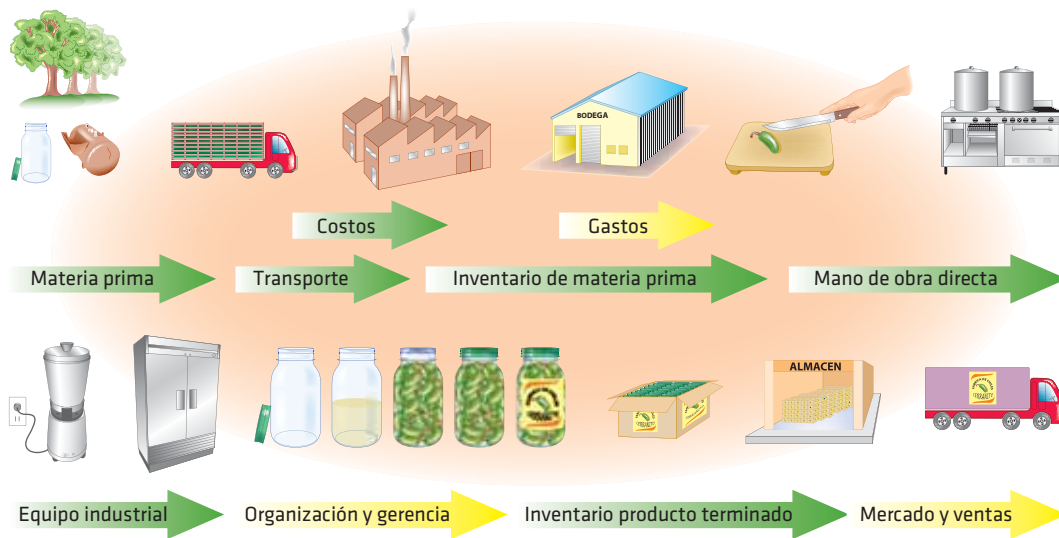 BODEGA
Costos
Gastos
Materia prima
Transporte
Inventario de materia prima
Mano de obra directa
ALMACEN
Equipo industrial
Organización y gerencia
Inventario producto terminado
Mercado y ventas